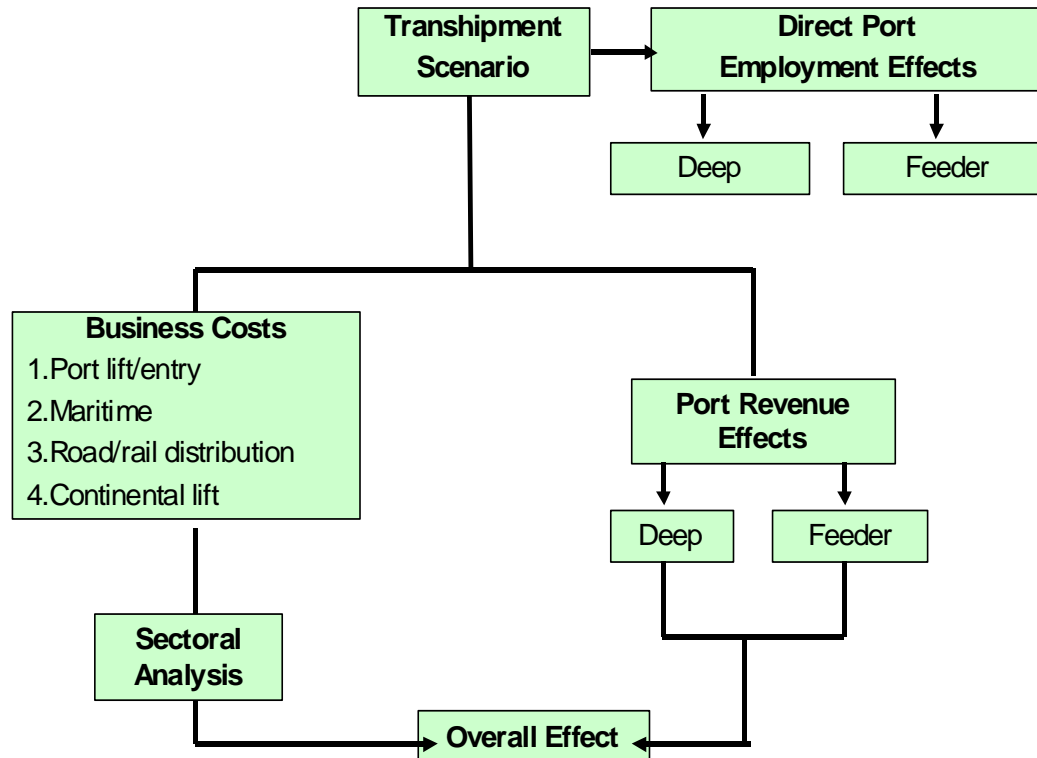 Transhipment
Scenario
Direct Port
Employment Effects
Deep
Feeder
Business Costs
1.Port lift/entry
2.Maritime
3.Road/rail distribution
4.Continental lift
Port Revenue
Effects
Deep
Feeder
Sectoral
Analysis
Overall Effect